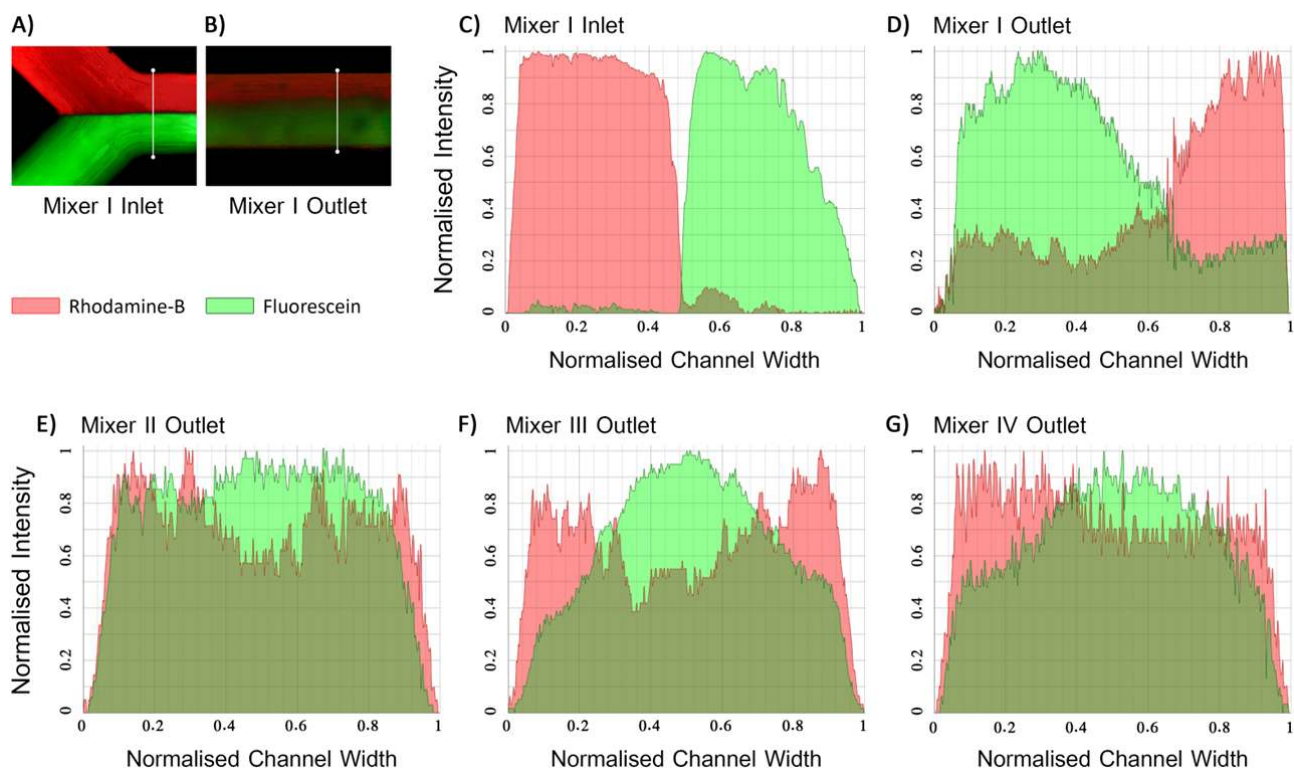 A)
B)
Mixer I Inlet
Mixer I Outlet
Rhodamine-B
Fluorescein
C) Mixer I Inlet
Normalised Intensity
0 0.2 0.4 0.6 0.8 1
0 0.2 0.4 0.6 0.8 1
Normalised Channel Width
D) Mixer I Outlet
0 0.2 0.4 0.6 0.8 1
0 0.2 0.4 0.6 0.8 1
Normalised Channel Width
E) Mixer II Outlet
Normalised Intensity
0 0.2 0.4 0.6 0.8 1
0 0.2 0.4 0.6 0.8 1
Normalised Channel Width
F) Mixer III Outlet
0 0.2 0.4 0.6 0.8 1
0 0.2 0.4 0.6 0.8 1
Normalised Channel Width
G) Mixer IV Outlet
0 0.2 0.4 0.6 0.8 1
0 0.2 0.4 0.6 0.8 1
Normalised Channel Width